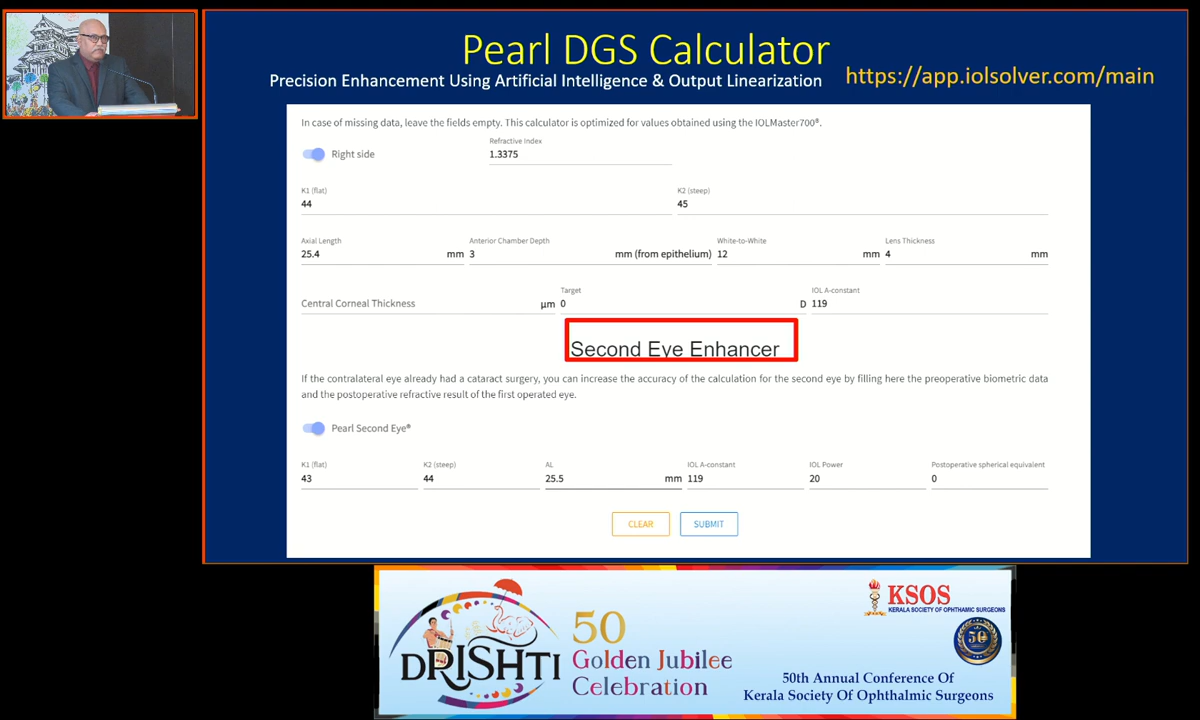 Pearl DGS Calculator
Precision Enhancement Using Artificial Intelligence & Output Linearization
https://app.iolsolver.com/main
In case of missing data, leave the fields empty. This calculator is optimized for values obtained using the IOLMaster700®.
Right side
Refractive Index
1.3375
K1 (flat)
44
K2 (steep)
45
Axial Length
25.4 mm
Anterior Chamber Depth
3 mm (from epithelium)
White-to-White
12 mm
Lens Thickness
4 mm
Central Corneal Thickness µm
Target
0 D
IOL A-constant
119
Second Eye Enhancer
If the contralateral eye already had a cataract surgery, you can increase the accuracy of the calculation for the second eye by filling here the preoperative biometric data
and the postoperative refractive result of the first operated eye.
Pearl Second Eye®
K1 (flat)
43
K2 (steep)
44
AL
25.5 mm
IOL A-constant
119
IOL Power
20
Postoperative spherical equivalent
0
CLEAR
SUBMIT
DRISHTI
50
Golden Jubilee
Celebration
KSOS
KERALA SOCIETY OF OPHTHAMIC SURGEONS
50
50th Annual Conference Of
Kerala Society Of Ophthalmic Surgeons